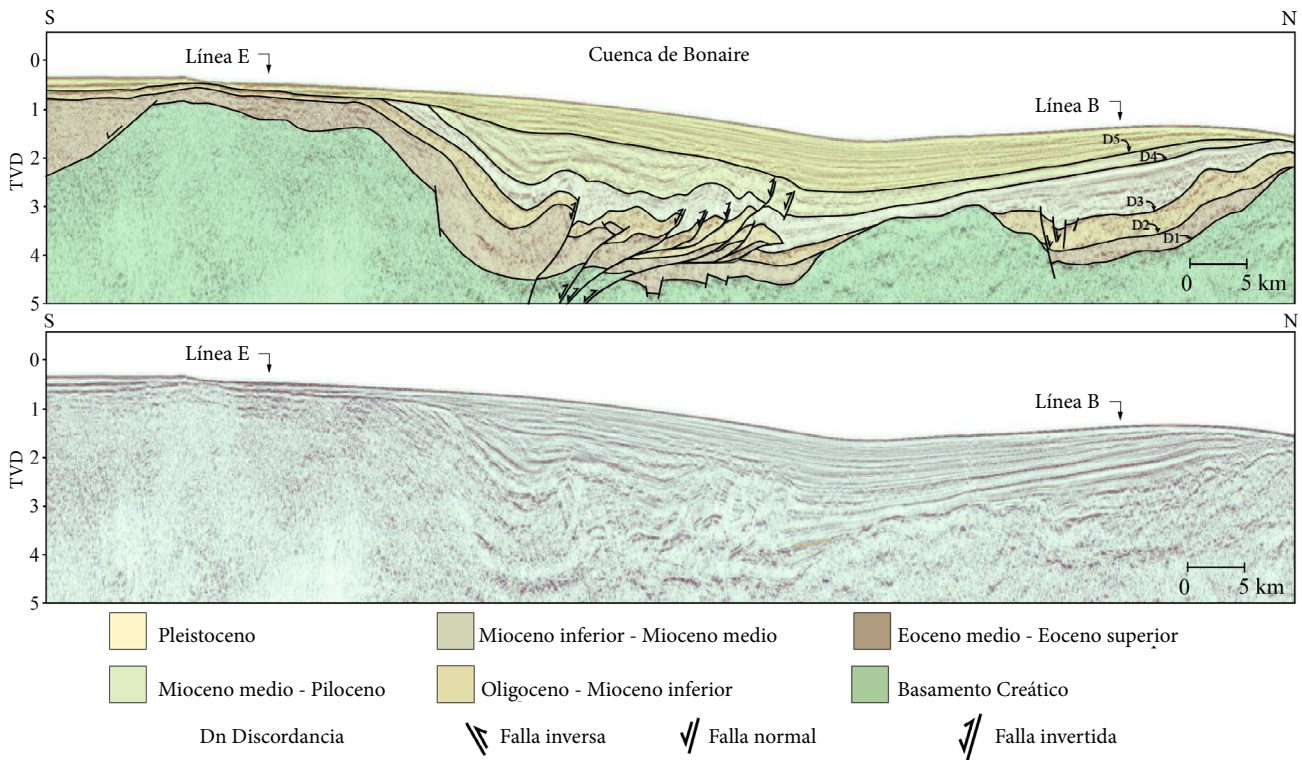 S
N
Línea E
Cuenca de Bonaire
Línea B
0
1
2
3
4
5
TVD
D5
D4
D3
D2
D1
0 5 km
S
N
Línea E
Línea B
0
1
2
3
4
5
TVD
0 5 km
Pleistoceno
Mioceno inferior - Mioceno medio
Eoceno medio - Eoceno superior
Mioceno medio - Piloceno
Oligoceno - Mioceno inferior
Basamento Creático
Dn Discordancia
Falla inversa
Falla normal
Falla invertida